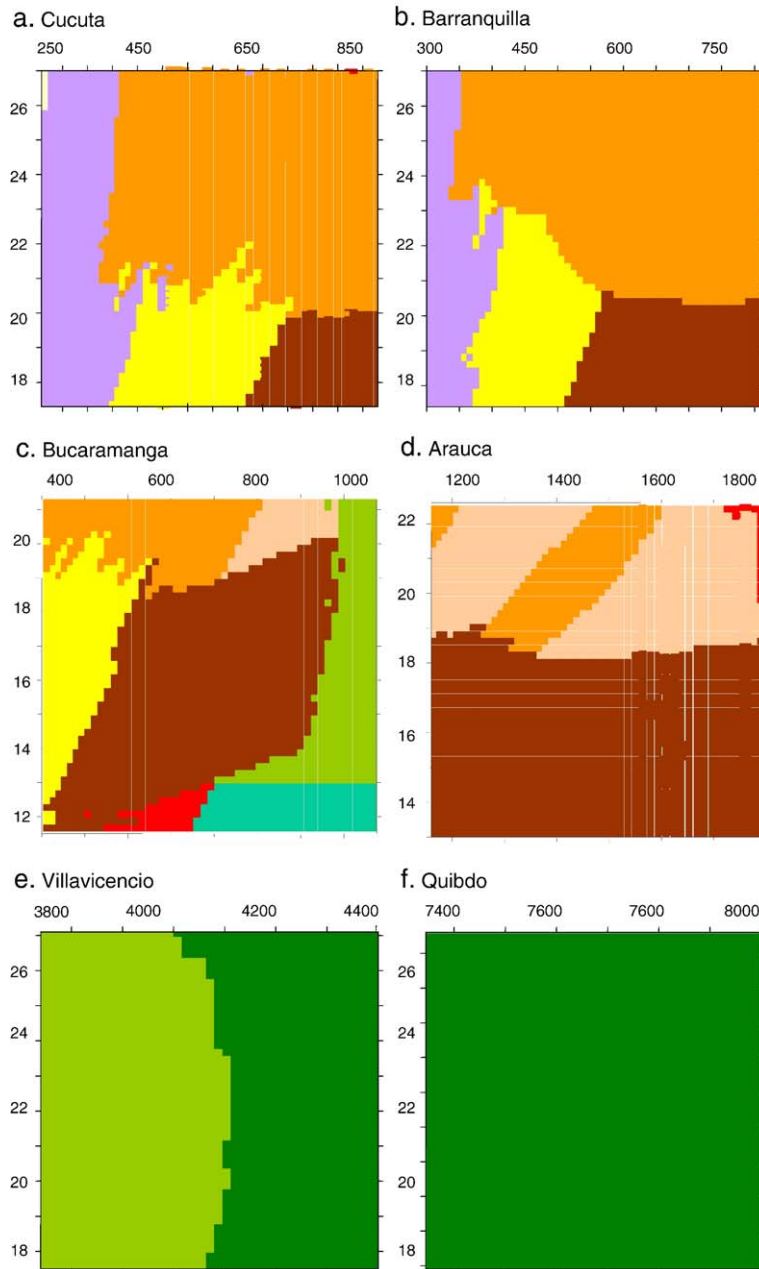 a. Cucuta
250 450 650 850
26
24
22
20
18
b. Barranquilla
300 450 600 750
26
24
22
20
18
c. Bucaramanga
400 600 800 1000
20
18
16
14
12
d. Arauca
1200 1400 1600 1800
22
20
18
16
14
13
e. Villavicencio
3800 4000 4200 4400
26
24
22
20
18
f. Quibdo
7400 7600 7600 8000
26
24
22
20
18